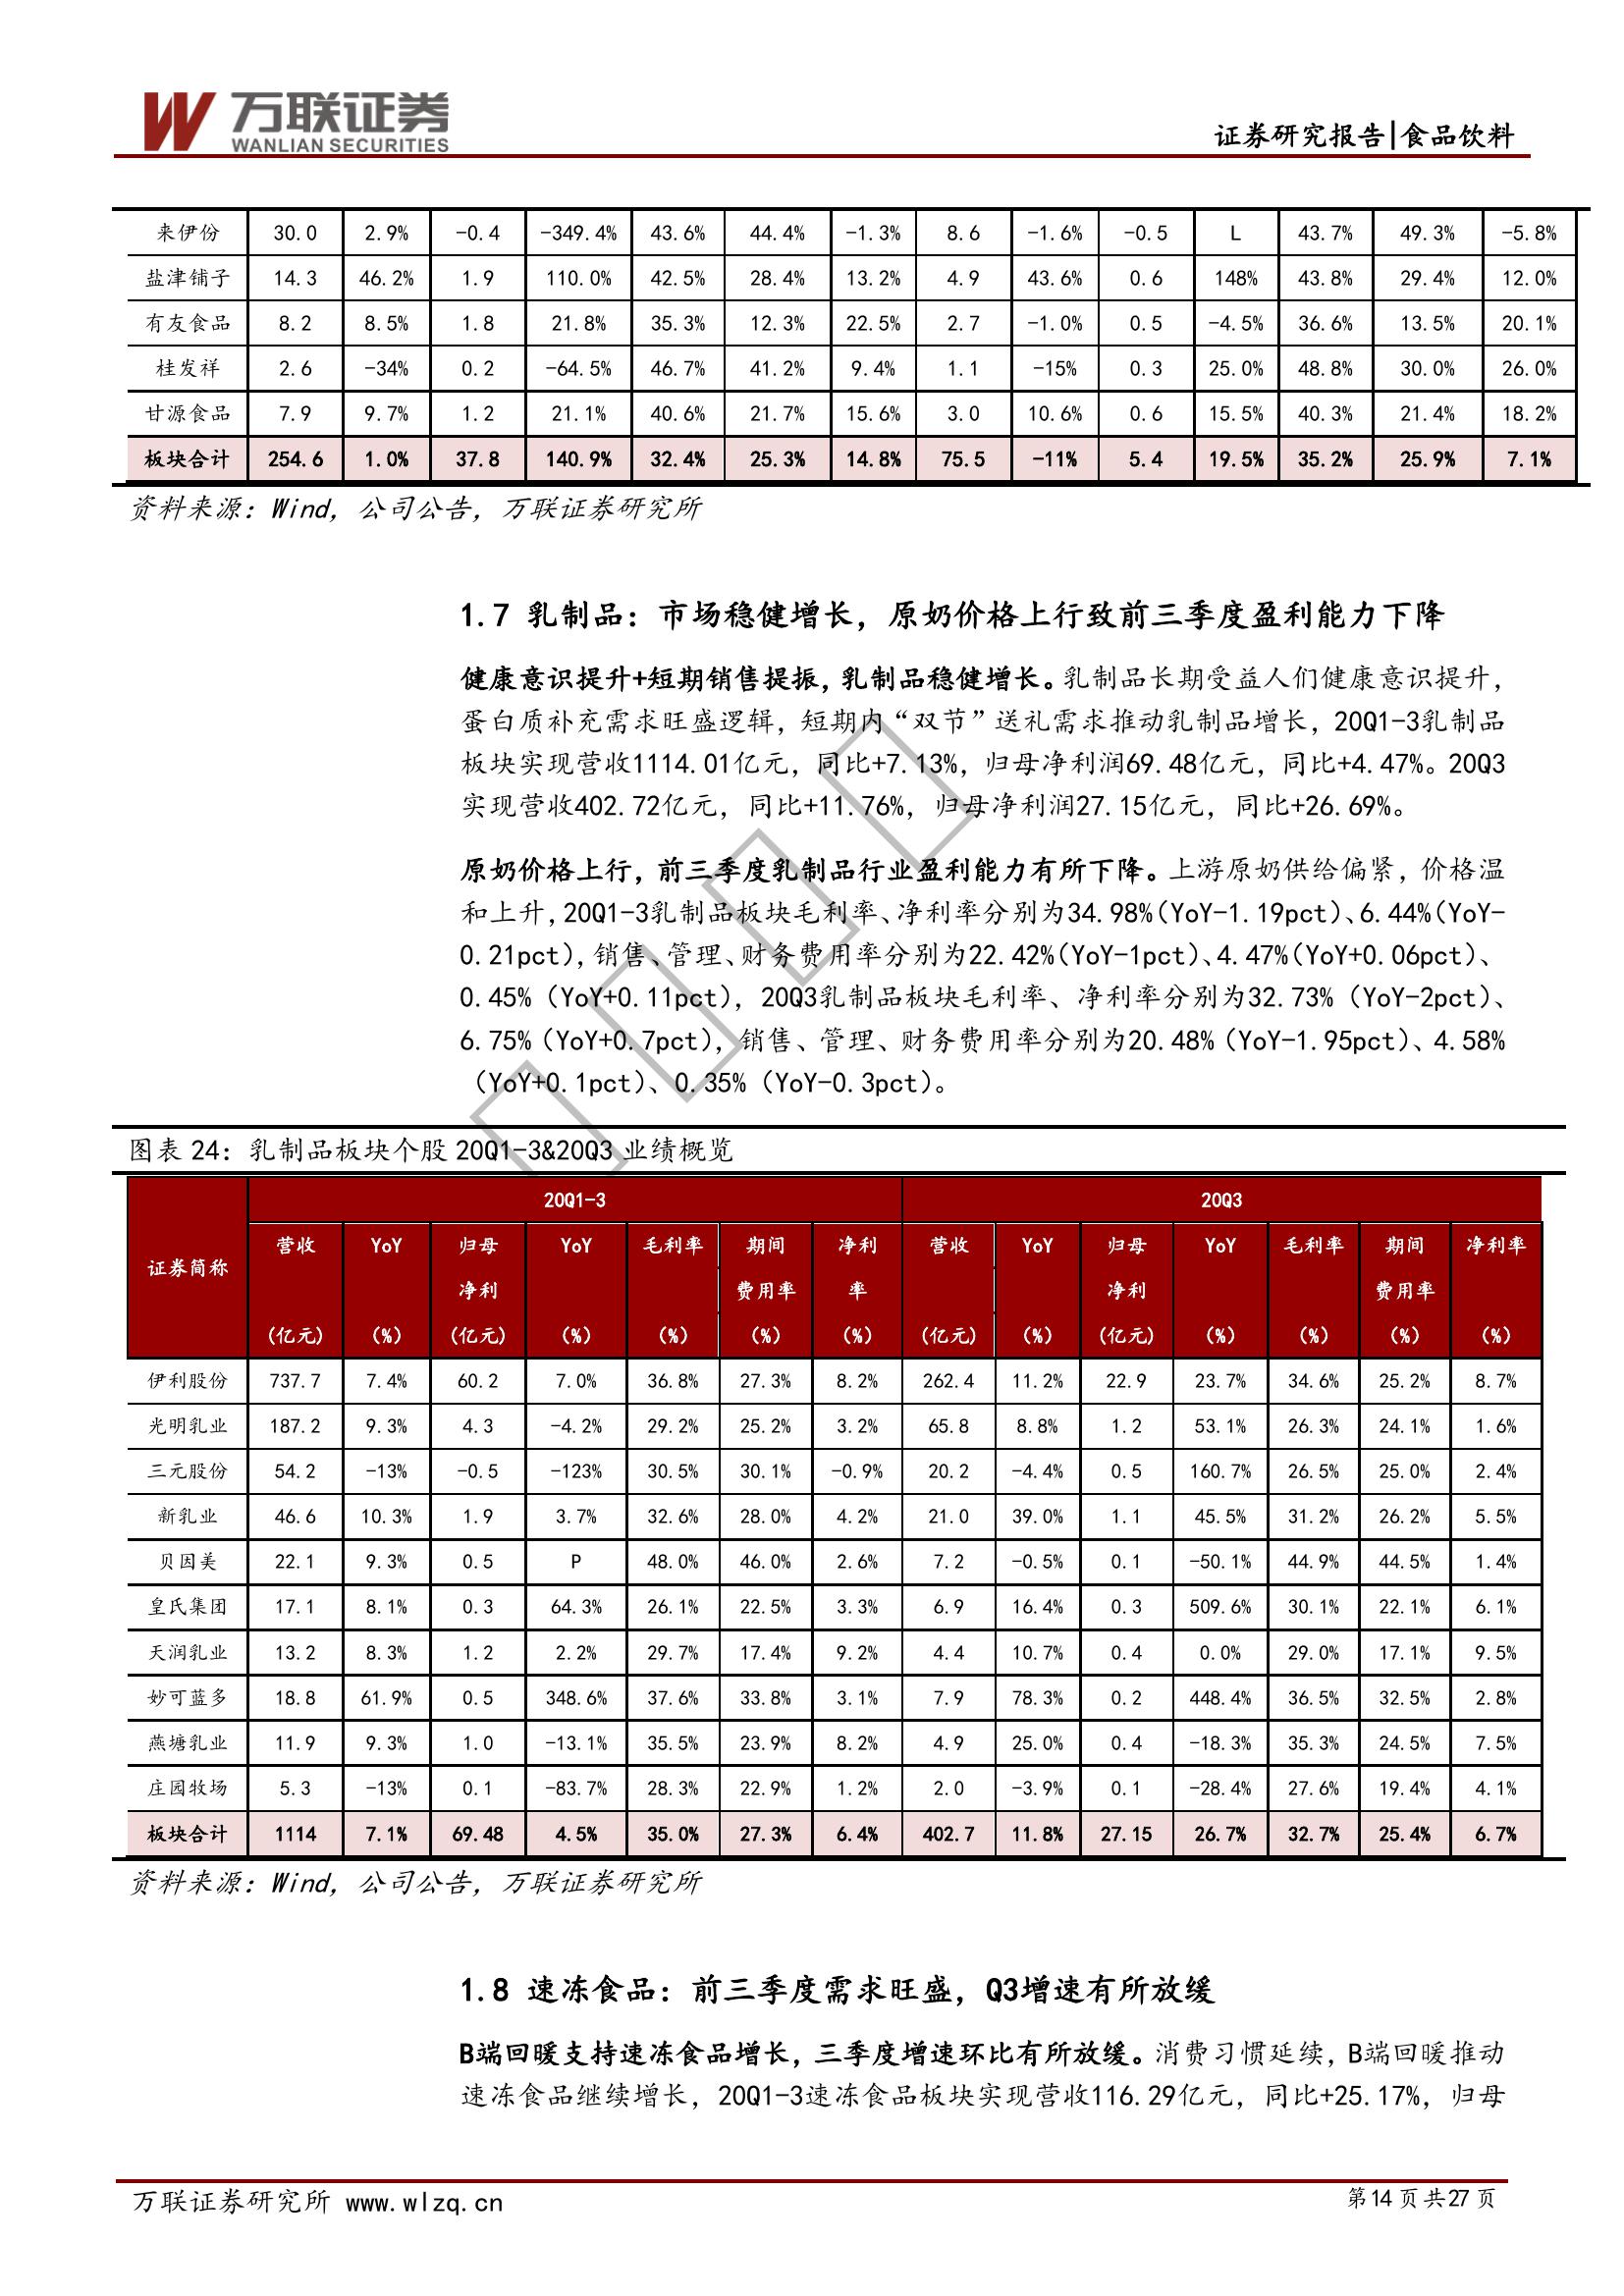 万联证券
WANLIAN SECURITIES
证券研究报告|食品饮料
来伊份 30.0 2.9% -0.4 -349.4% 43.6% 44.4% -1.3% 8.6 -1.6% -0.5 L 43.7% 49.3% -5.8%
盐津铺子 14.3 46.2% 1.9 110.0% 42.5% 28.4% 13.2% 4.9 43.6% 0.6 148% 43.8% 29.4% 12.0%
有友食品 8.2 8.5% 1.8 21.8% 35.3% 12.3% 22.5% 2.7 -1.0% 0.5 -4.5% 36.6% 13.5% 20.1%
桂发祥 2.6 -34% 0.2 -64.5% 46.7% 41.2% 9.4% 1.1 -15% 0.3 25.0% 48.8% 30.0% 26.0%
甘源食品 7.9 9.7% 1.2 21.1% 40.6% 21.7% 15.6% 3.0 10.6% 0.6 15.5% 40.3% 21.4% 18.2%
板块合计 254.6 1.0% 37.8 140.9% 32.4% 25.3% 14.8% 75.5 -11% 5.4 19.5% 35.2% 25.9% 7.1%
资料来源：Wind，公司公告，万联证券研究所
1.7 乳制品：市场稳健增长，原奶价格上行致前三季度盈利能力下降
健康意识提升+短期销售提振，乳制品稳健增长。乳制品长期受益人们健康意识提升，
蛋白质补充需求旺盛逻辑，短期内“双节”送礼需求推动乳制品增长，20Q1-3乳制品
板块实现营收1114.01亿元，同比+7.13%，归母净利润69.48亿元，同比+4.47%。20Q3
实现营收402.72亿元，同比+11.76%，归母净利润27.15亿元，同比+26.69%。
原奶价格上行，前三季度乳制品行业盈利能力有所下降。上游原奶供给偏紧，价格温
和上升，20Q1-3乳制品板块毛利率、净利率分别为34.98%（YoY-1.19pct）、6.44%（YoY-
0.21pct），销售、管理、财务费用率分别为22.42%（YoY-1pct）、4.47%（YoY+0.06pct）、
0.45%（YoY+0.11pct），20Q3乳制品板块毛利率、净利率分别为32.73%（YoY-2pct）、
6.75%（YoY+0.7pct），销售、管理、财务费用率分别为20.48%（YoY-1.95pct）、4.58%
（YoY+0.1pct）、0.35%（YoY-0.3pct）。
图表 24：乳制品板块个股 20Q1-3&20Q3 业绩概览
证券简称 20Q1-3 20Q3
营收 YoY 归母 YoY 毛利率 期间 净利 营收 YoY 归母 YoY 毛利率 期间 净利率
净利 费用率 率 净利 费用率
(亿元) (%) (亿元) (%) (%) (%) (%) (亿元) (%) (亿元) (%) (%) (%) (%)
伊利股份 737.7 7.4% 60.2 7.0% 36.8% 27.3% 8.2% 262.4 11.2% 22.9 23.7% 34.6% 25.2% 8.7%
光明乳业 187.2 9.3% 4.3 -4.2% 29.2% 25.2% 3.2% 65.8 8.8% 1.2 53.1% 26.3% 24.1% 1.6%
三元股份 54.2 -13% -0.5 -123% 30.5% 30.1% -0.9% 20.2 -4.4% 0.5 160.7% 26.5% 25.0% 2.4%
新乳业 46.6 10.3% 1.9 3.7% 32.6% 28.0% 4.2% 21.0 39.0% 1.1 45.5% 31.2% 26.2% 5.5%
贝因美 22.1 9.3% 0.5 P 48.0% 46.0% 2.6% 7.2 -0.5% 0.1 -50.1% 44.9% 44.5% 1.4%
皇氏集团 17.1 8.1% 0.3 64.3% 26.1% 22.5% 3.3% 6.9 16.4% 0.3 509.6% 30.1% 22.1% 6.1%
天润乳业 13.2 8.3% 1.2 2.2% 29.7% 17.4% 9.2% 4.4 10.7% 0.4 0.0% 29.0% 17.1% 9.5%
妙可蓝多 18.8 61.9% 0.5 348.6% 37.6% 33.8% 3.1% 7.9 78.3% 0.2 448.4% 36.5% 32.5% 2.8%
燕塘乳业 11.9 9.3% 1.0 -13.1% 35.5% 23.9% 8.2% 4.9 25.0% 0.4 -18.3% 35.3% 24.5% 7.5%
庄园牧场 5.3 -13% 0.1 -83.7% 28.3% 22.9% 1.2% 2.0 -3.9% 0.1 -28.4% 27.6% 19.4% 4.1%
板块合计 1114 7.1% 69.48 4.5% 35.0% 27.3% 6.4% 402.7 11.8% 27.15 26.7% 32.7% 25.4% 6.7%
资料来源：Wind，公司公告，万联证券研究所
1.8 速冻食品：前三季度需求旺盛，Q3增速有所放缓
B端回暖支持速冻食品增长，三季度增速环比有所放缓。消费习惯延续，B端回暖推动
速冻食品继续增长，20Q1-3速冻食品板块实现营收116.29亿元，同比+25.17%，归母
万联证券研究所 www.wlzq.cn
第14页共27页